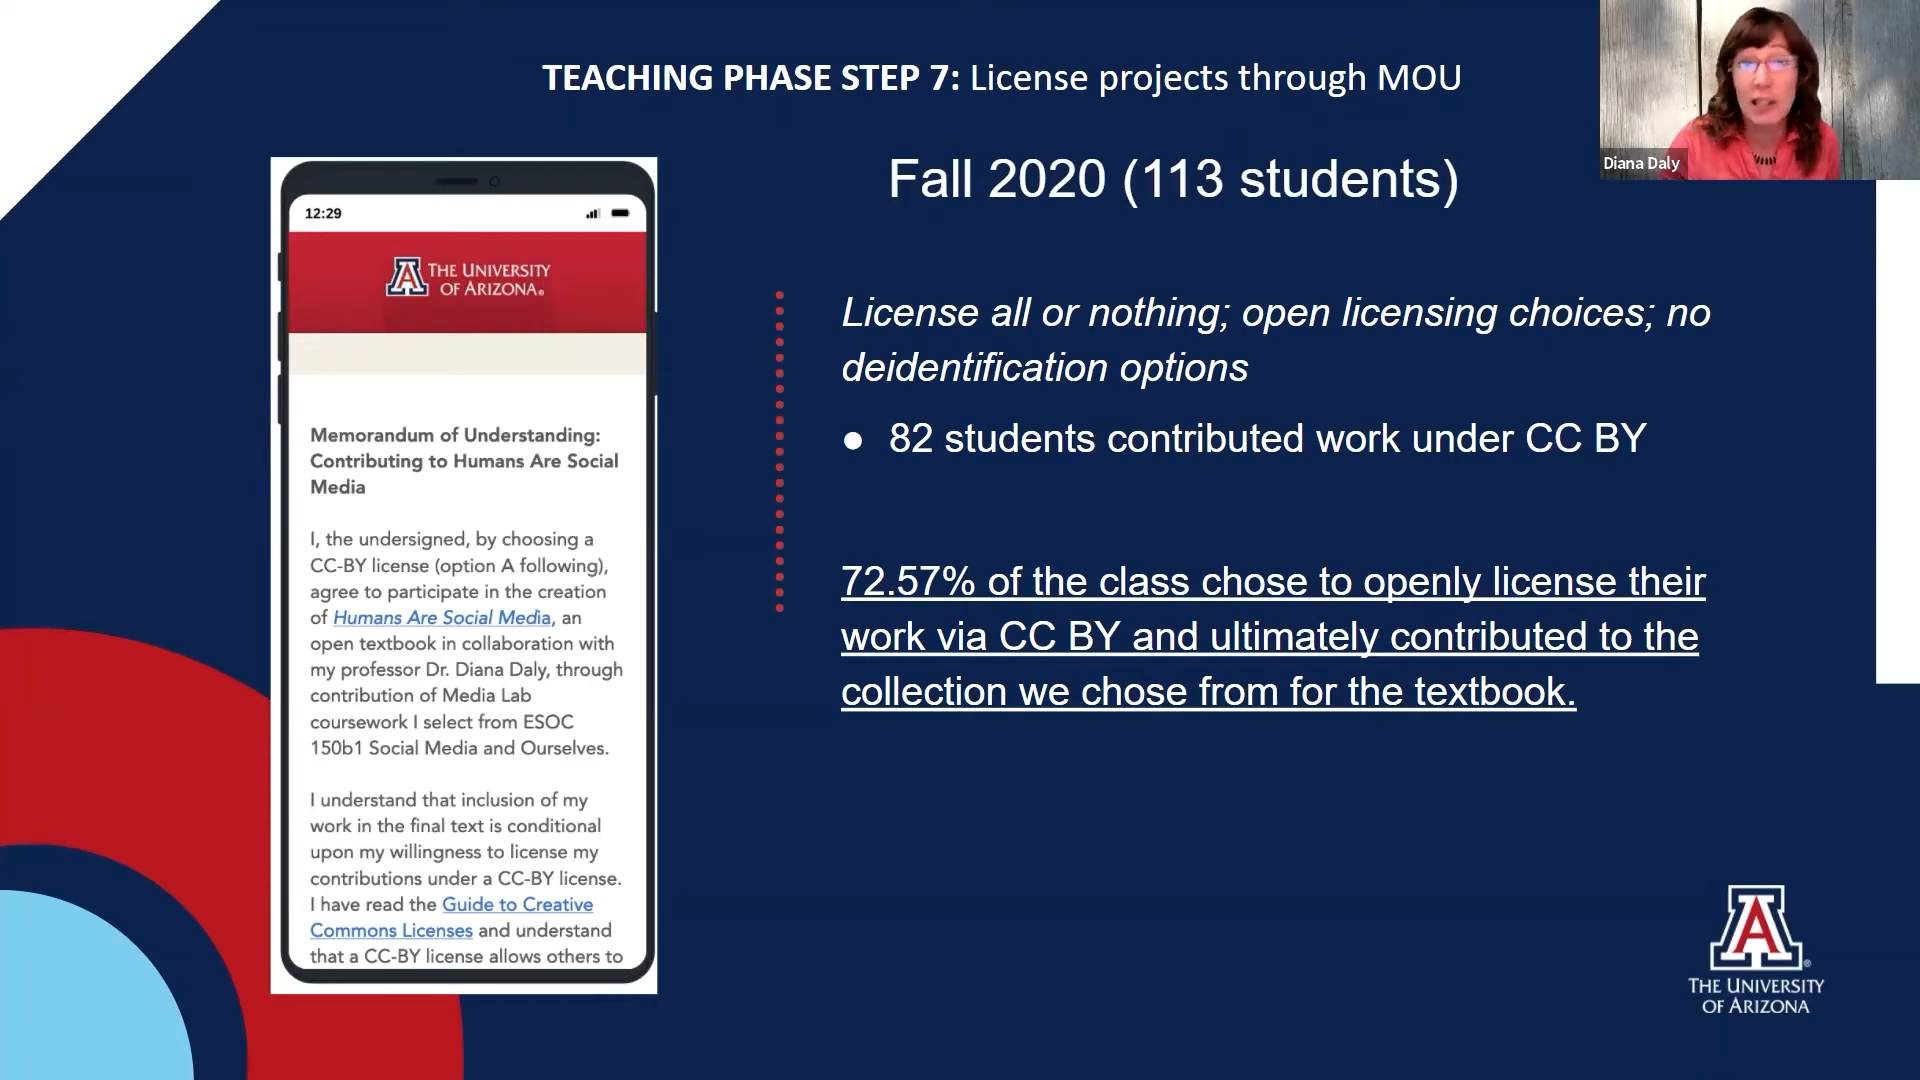 TEACHING PHASE STEP 7: License projects through MOU
Diana Daly
Fall 2020 (113 students)
12:29
THE UNIVERSITY
OF ARIZONA®
Memorandum of Understanding:
Contributing to Humans Are Social
Media
I, the undersigned, by choosing a
CC-BY license (option A following),
agree to participate in the creation
of Humans Are Social Media, an
open textbook in collaboration with
my professor Dr. Diana Daly, through
contribution of Media Lab
coursework I select from ESOC
150b1 Social Media and Ourselves.
I understand that inclusion of my
work in the final text is conditional
upon my willingness to license my
contributions under a CC-BY license.
I have read the Guide to Creative
Commons Licenses and understand
that a CC-BY license allows others to
License all or nothing; open licensing choices; no
deidentification options
● 82 students contributed work under CC BY
72.57% of the class chose to openly license their
work via CC BY and ultimately contributed to the
collection we chose from for the textbook.
A®
THE UNIVERSITY
OF ARIZONA